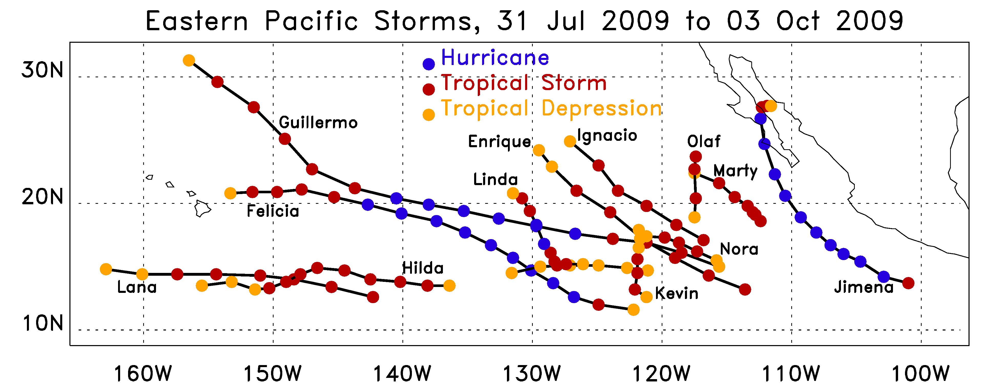 Eastern Pacific Storms, 31 Jul 2009 to 03 Oct 2009
Hurricane
30N
Tropical Storm
Tropical Depression
Guillermo
Ignacio
Enrique
Olaf
Marty
Linda
20N
Felicia
Nora
Hilda
Lana
Jimena
Kevin
10N
160W 150W 140W 130W 120W 110W 100W